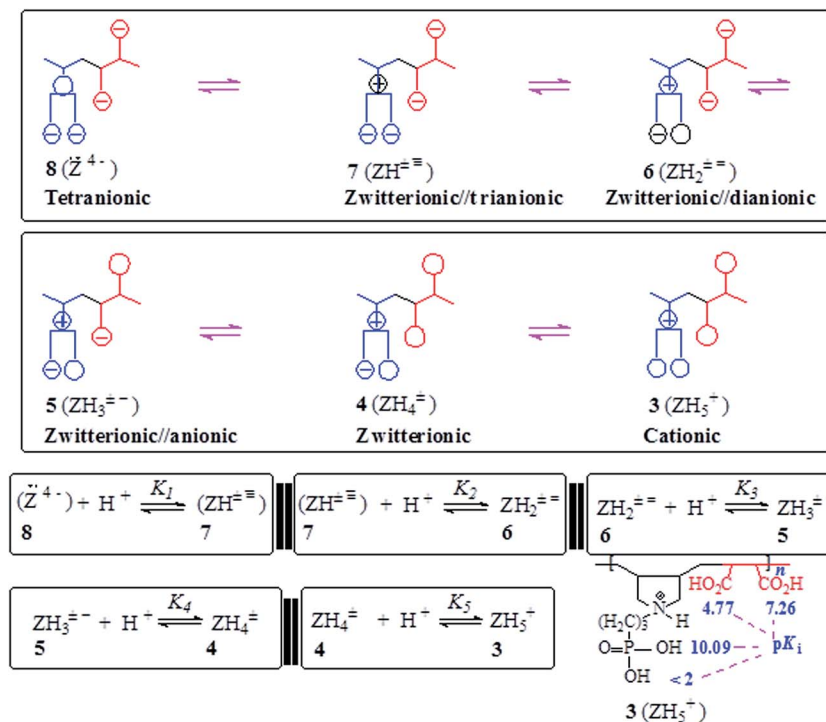 8 (Z̈ 4-) 7 (ZH±≡) 6 (ZH2±=)
Tetranionic Zwitterionic//trianionic Zwitterionic//dianionic
5 (ZH3±−) 4 (ZH4±) 3 (ZH5+)
Zwitterionic//anionic Zwitterionic Cationic
(Z̈ 4-) + H+ K1 (ZH±≡) (ZH±≡) + H+ K2 ZH2±= ZH2±= + H+ K3 ZH3±
8 7 7 6 6 5
ZH3±− + H+ K4 ZH4± ZH4± + H+ K5 ZH5+
5 4 4 3
n
HO2C CO2H
4.77 7.26
N H
⊕
(H2C)3
O=P OH 10.09 pKi
OH < 2
3 (ZH5+)